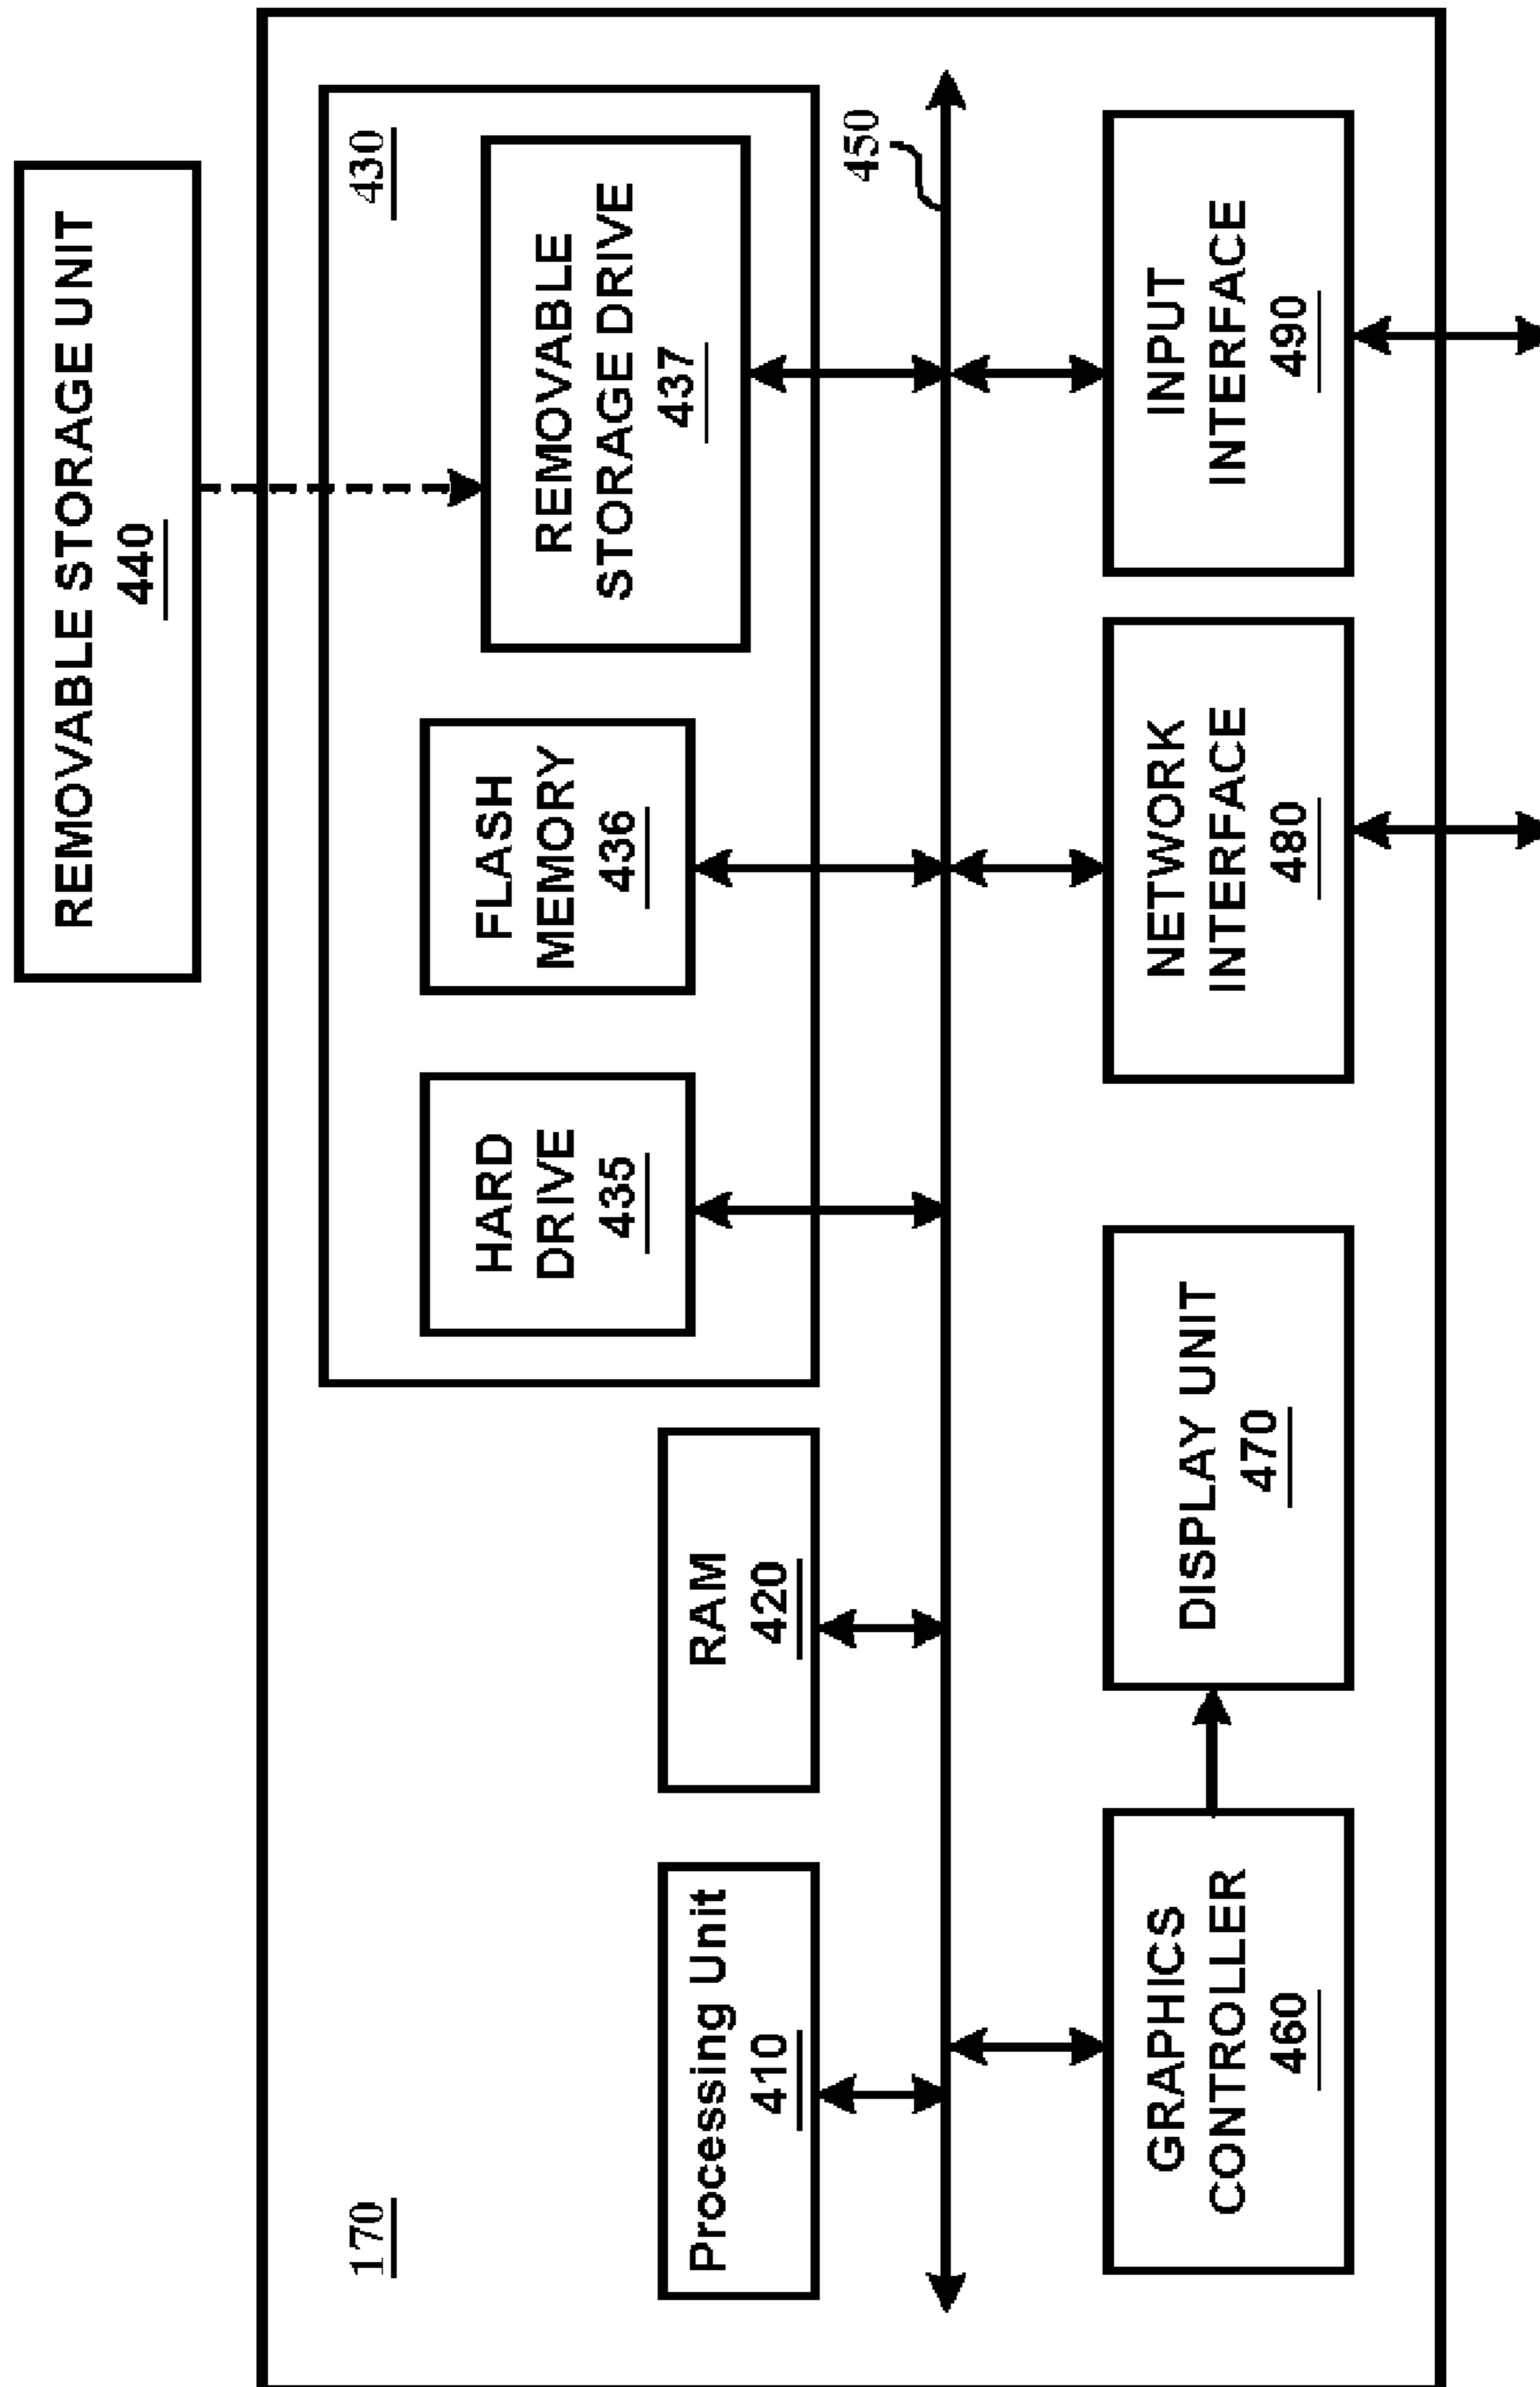 REMOVABLE STORAGE UNIT
440
170
430
Processing Unit
410
RAM
420
HARD
DRIVE
435
FLASH
MEMORY
436
REMOVABLE
STORAGE DRIVE
437
450
GRAPHICS
CONTROLLER
460
DISPLAY UNIT
470
NETWORK
INTERFACE
480
INPUT
INTERFACE
490